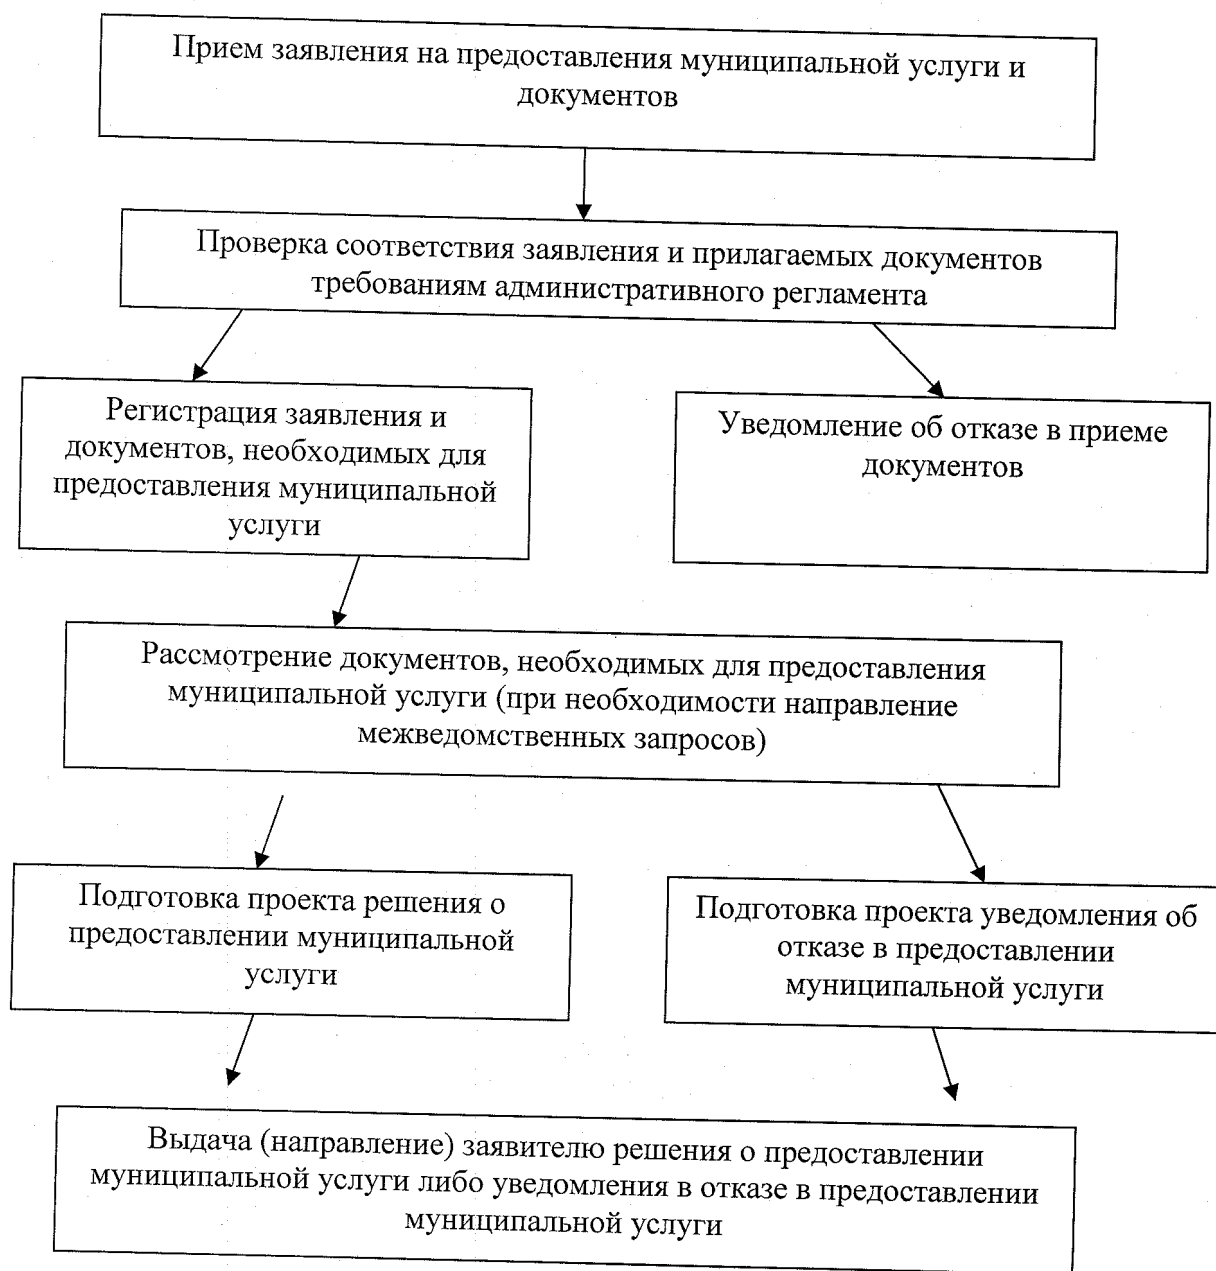 Прием заявления на предоставления муниципальной услуги и
документов
Проверка соответствия заявления и прилагаемых документов
требованиям административного регламента
Регистрация заявления и
документов, необходимых для
предоставления муниципальной
услуги
Уведомление об отказе в приеме
документов
Рассмотрение документов, необходимых для предоставления
муниципальной услуги (при необходимости направление
межведомственных запросов)
Подготовка проекта решения о
предоставлении муниципальной
услуги
Подготовка проекта уведомления об
отказе в предоставлении
муниципальной услуги
Выдача (направление) заявителю решения о предоставлении
муниципальной услуги либо уведомления в отказе в предоставлении
муниципальной услуги